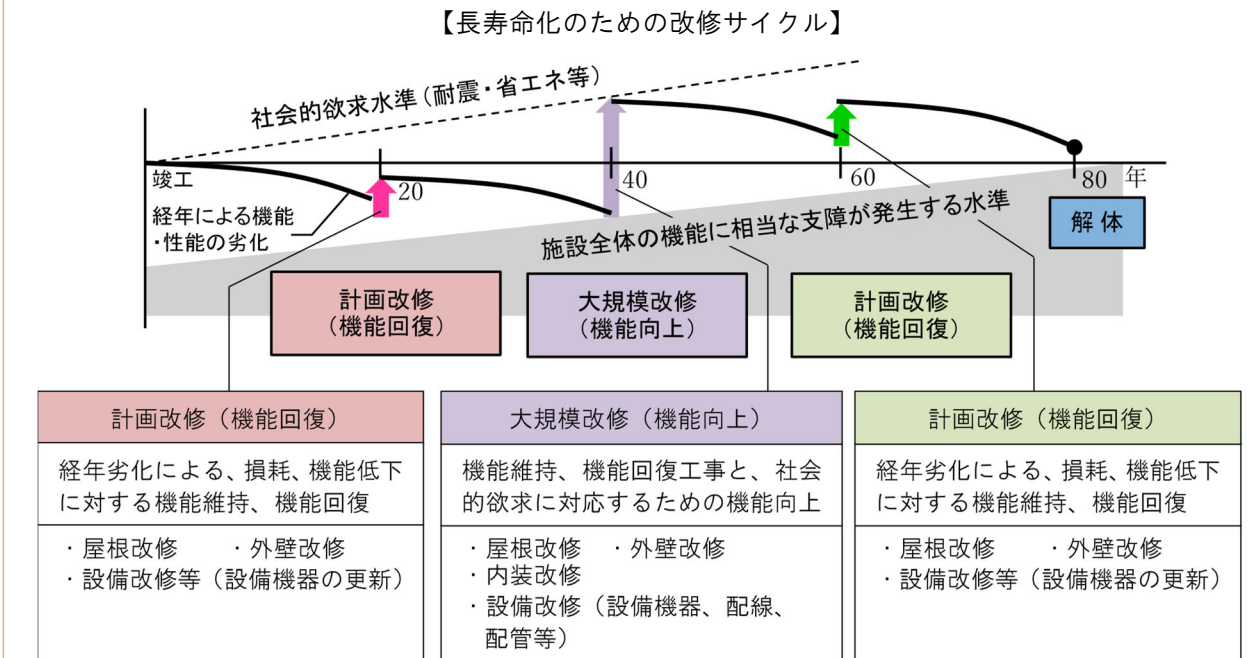 【長寿命化のための改修サイクル】
社会的欲求水準（耐震・省エネ等）
竣工
20
40
60
80
年
経年による機能
・性能の劣化
施設全体の機能に相当な支障が発生する水準
解体
計画改修
（機能回復）
大規模改修
（機能向上）
計画改修
（機能回復）
計画改修（機能回復）
経年劣化による、損耗、機能低下
に対する機能維持、機能回復
・屋根改修　・外壁改修
・設備改修等（設備機器の更新）
大規模改修（機能向上）
機能維持、機能回復工事と、社会
的欲求に対応するための機能向上
・屋根改修　・外壁改修
・内装改修
・設備改修（設備機器、配線、
配管等）
計画改修（機能回復）
経年劣化による、損耗、機能低下
に対する機能維持、機能回復
・屋根改修　・外壁改修
・設備改修等（設備機器の更新）